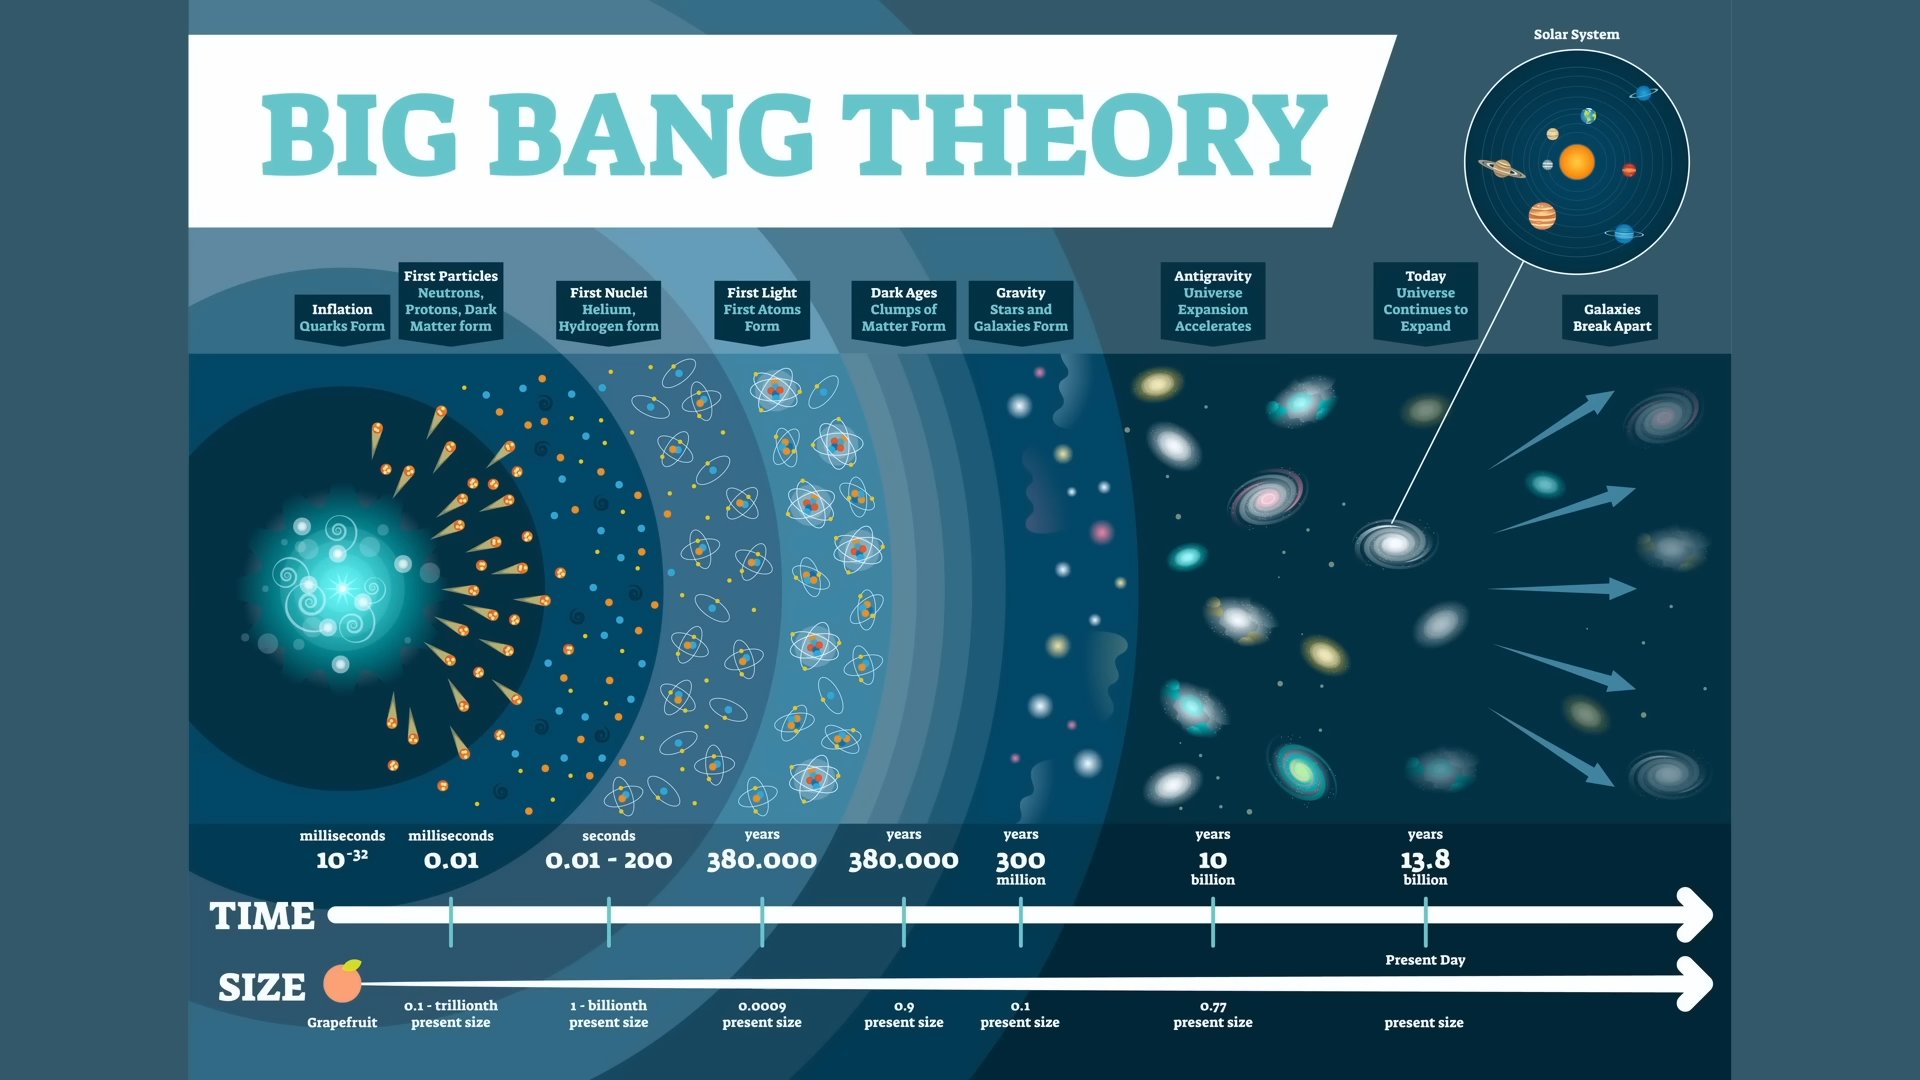 Solar System
BIG BANG THEORY
Inflation
Quarks Form
First Particles
Neutrons,
Protons, Dark
Matter form
First Nuclei
Helium,
Hydrogen form
First Light
First Atoms
Form
Dark Ages
Clumps of
Matter Form
Gravity
Stars and
Galaxies Form
Antigravity
Universe
Expansion
Accelerates
Today
Universe
Continues to
Expand
Galaxies
Break Apart
milliseconds
10-32
milliseconds
0.01
seconds
0.01 - 200
years
380.000
years
380.000
years
300
million
years
10
billion
years
13.8
billion
TIME
Present Day
SIZE
Grapefruit
0.1 - trillionth
present size
1 - billionth
present size
0.0009
present size
0.9
present size
0.1
present size
0.77
present size
present size